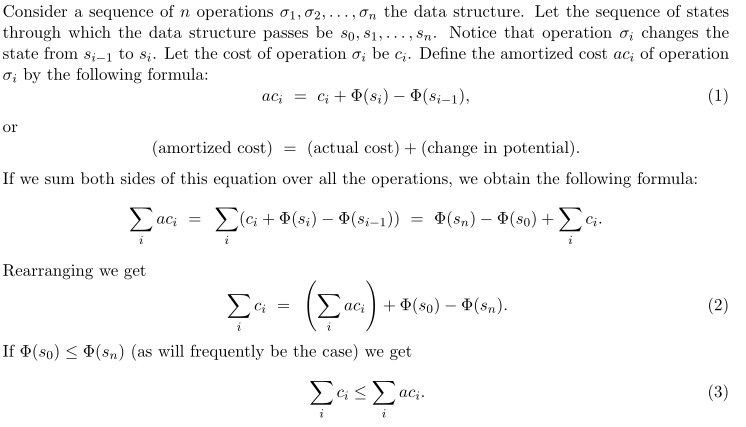 Consider a sequence of n operations σ₁, σ₂, . . . , σₙ the data structure. Let the sequence of states
through which the data structure passes be s₀, s₁, . . . , sₙ. Notice that operation σᵢ changes the
state from sᵢ₋₁ to sᵢ. Let the cost of operation σᵢ be cᵢ. Define the amortized cost acᵢ of operation
σᵢ by the following formula:
acᵢ = cᵢ + Φ(sᵢ) − Φ(sᵢ₋₁), (1)
or
(amortized cost) = (actual cost) + (change in potential).
If we sum both sides of this equation over all the operations, we obtain the following formula:
∑ᵢ acᵢ = ∑ᵢ (cᵢ + Φ(sᵢ) − Φ(sᵢ₋₁)) = Φ(sₙ) − Φ(s₀) + ∑ᵢ cᵢ.
Rearranging we get
∑ᵢ cᵢ = (∑ᵢ acᵢ) + Φ(s₀) − Φ(sₙ). (2)
If Φ(s₀) ≤ Φ(sₙ) (as will frequently be the case) we get
∑ᵢ cᵢ ≤ ∑ᵢ acᵢ. (3)